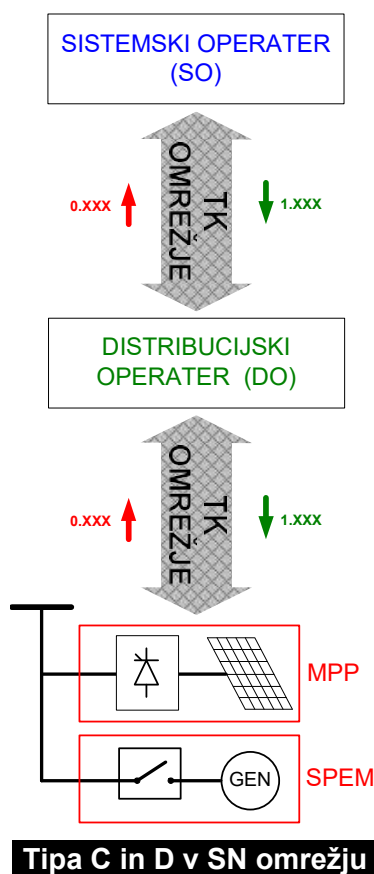 SISTEMSKI OPERATER
(SO)
TK
OMREŽJE
0.XXX
1.XXX
DISTRIBUCIJSKI
OPERATER (DO)
TK
OMREŽJE
0.XXX
1.XXX
MPP
GEN
SPEM
Tipa C in D v SN omrežju